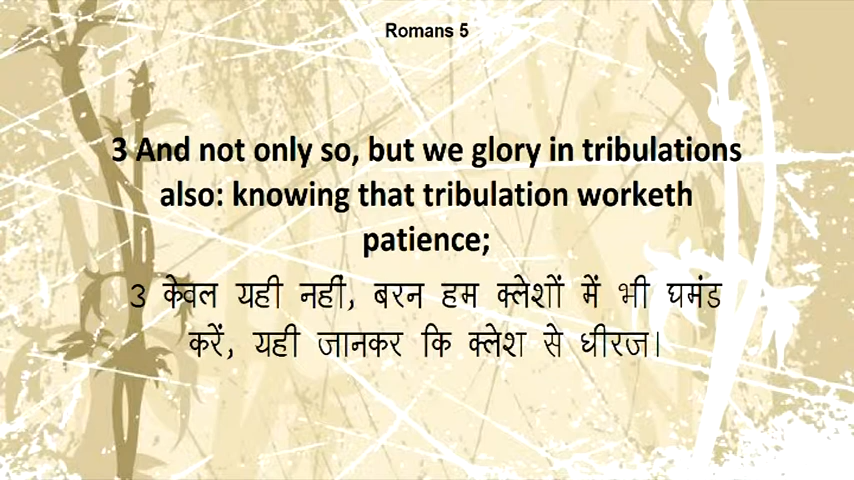 Romans 5
3 And not only so, but we glory in tribulations
also: knowing that tribulation worketh
patience;
3 केवल यही नहीं, बरन हम क्लेशों में भी घमंड
करें, यही जानकर कि क्लेश से धीरज।